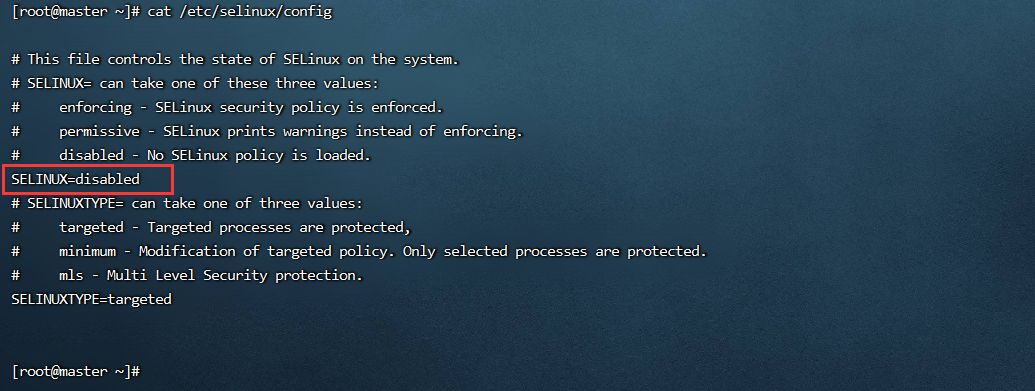 [root@master ~]# cat /etc/selinux/config
# This file controls the state of SELinux on the system.
# SELINUX= can take one of these three values:
#     enforcing - SELinux security policy is enforced.
#     permissive - SELinux prints warnings instead of enforcing.
#     disabled - No SELinux policy is loaded.
SELINUX=disabled
# SELINUXTYPE= can take one of three values:
#     targeted - Targeted processes are protected,
#     minimum - Modification of targeted policy. Only selected processes are protected.
#     mls - Multi Level Security protection.
SELINUXTYPE=targeted
[root@master ~]#